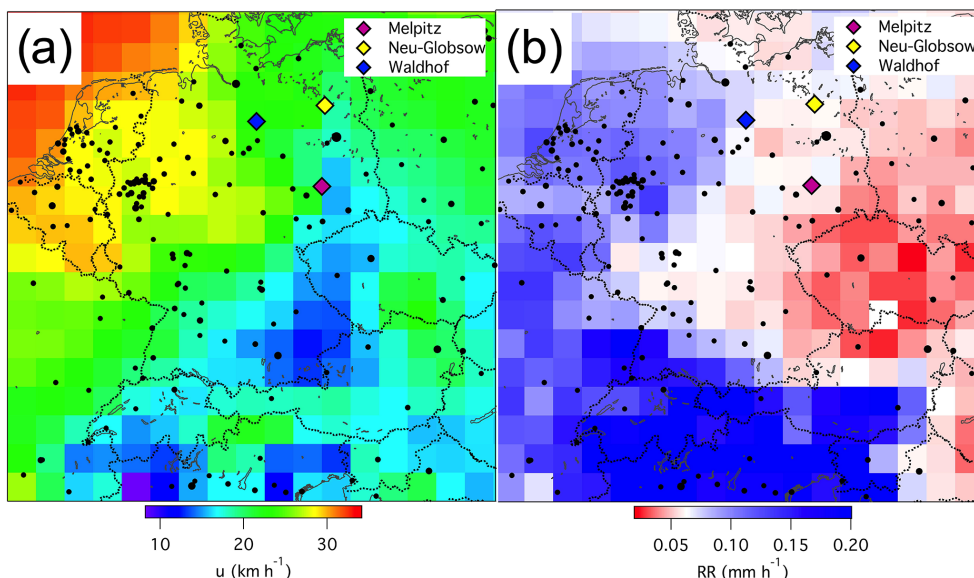 (a)
Melpitz
Neu-Globsow
Waldhof
(b)
Melpitz
Neu-Globsow
Waldhof
10 20 30
u (km h⁻¹)
0.05 0.10 0.15 0.20
RR (mm h⁻¹)